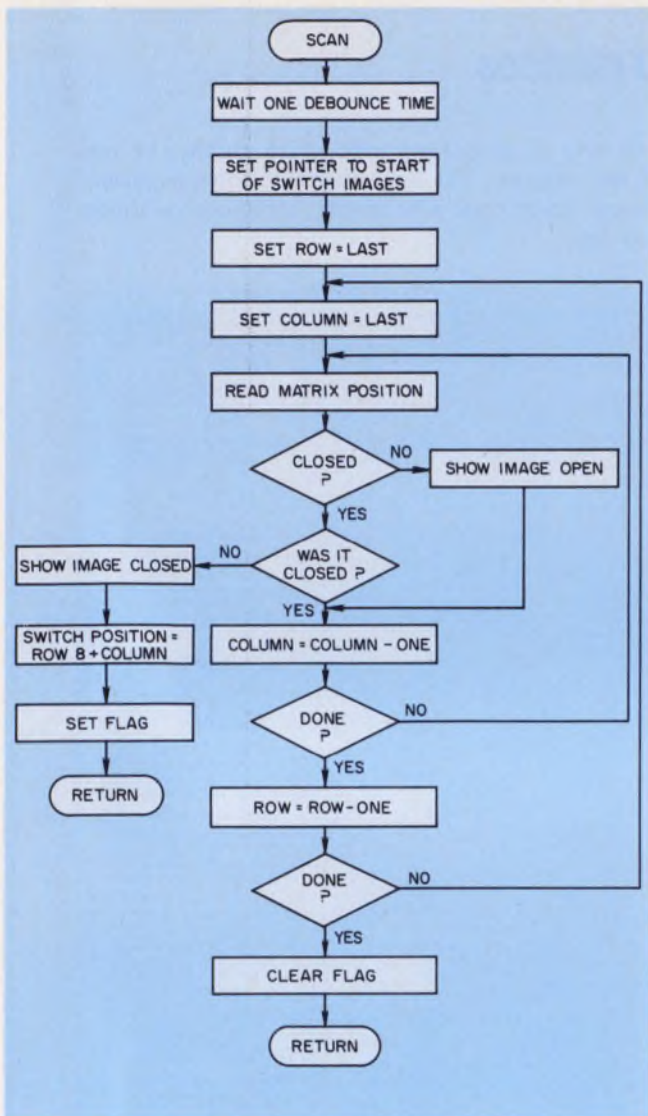 SCAN
WAIT ONE DEBOUNCE TIME
SET POINTER TO START
OF SWITCH IMAGES
SET ROW = LAST
SET COLUMN = LAST
READ MATRIX POSITION
CLOSED
?
NO
SHOW IMAGE OPEN
YES
WAS IT
CLOSED ?
NO
SHOW IMAGE CLOSED
YES
SWITCH POSITION =
ROW 8 + COLUMN
SET FLAG
RETURN
COLUMN = COLUMN - ONE
DONE
?
NO
YES
ROW = ROW - ONE
DONE
?
NO
YES
CLEAR FLAG
RETURN